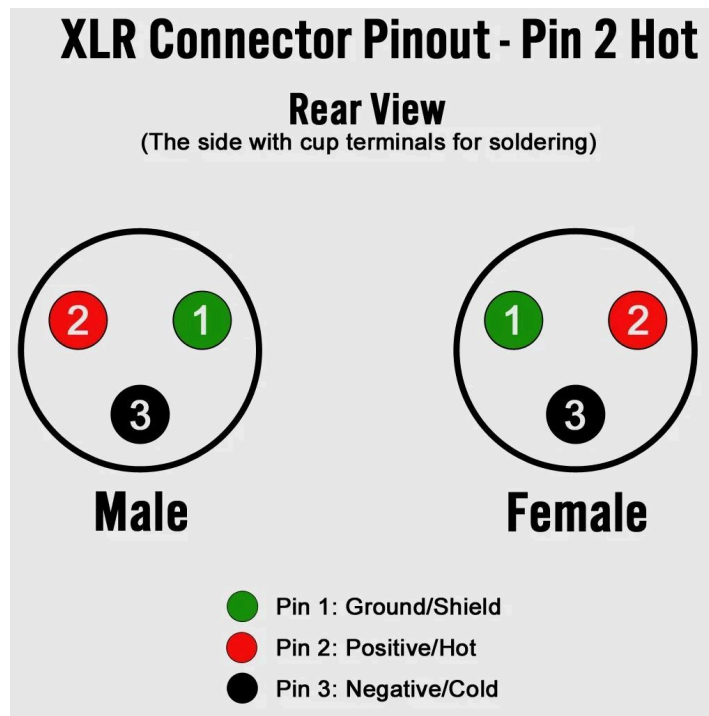 XLR Connector Pinout - Pin 2 Hot
Rear View
(The side with cup terminals for soldering)
2 1 1 2
3 3
Male Female
Pin 1: Ground/Shield
Pin 2: Positive/Hot
Pin 3: Negative/Cold